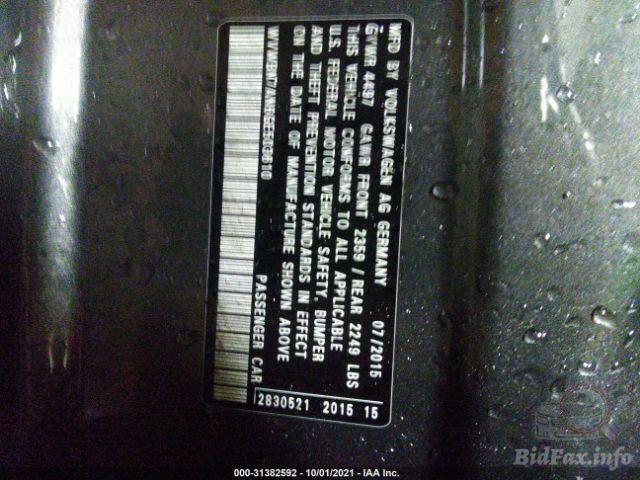 MFD BY VOLKSWAGEN AG GERMANY 07/2015
GVWR 4497 GAWR FRONT 2359 / REAR 2249 LBS
THIS VEHICLE CONFORMS TO ALL APPLICABLE
U.S. FEDERAL MOTOR VEHICLE SAFETY, BUMPER
AND THEFT PREVENTION STANDARDS IN EFFECT
ON THE DATE OF MANUFACTURE SHOWN ABOVE
PASSENGER CAR
2830521 2015 15
000-31382592 - 10/01/2021 - IAA Inc.
BidFax.info